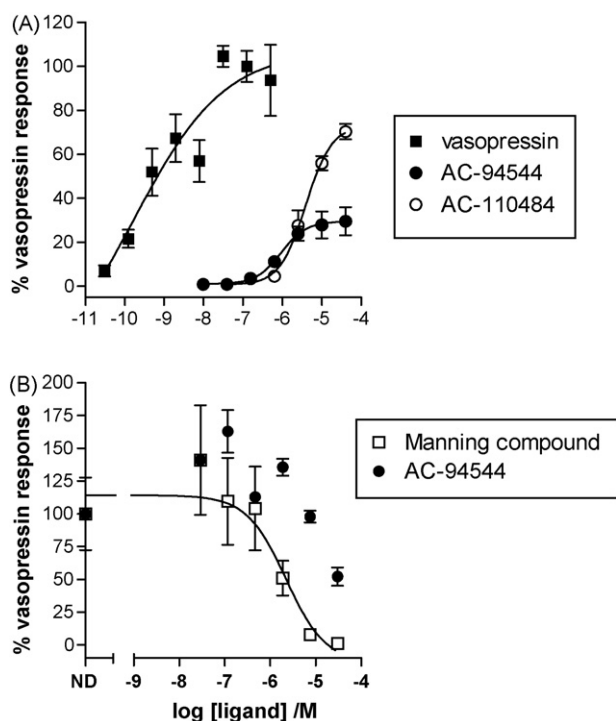 (A)
% vasopressin response
120
100
80
60
40
20
0
-11 -10 -9 -8 -7 -6 -5 -4
vasopressin
AC-94544
AC-110484
(B)
% vasopressin response
200
175
150
125
100
75
50
25
0
ND -9 -8 -7 -6 -5 -4
log [ligand] /M
Manning compound
AC-94544